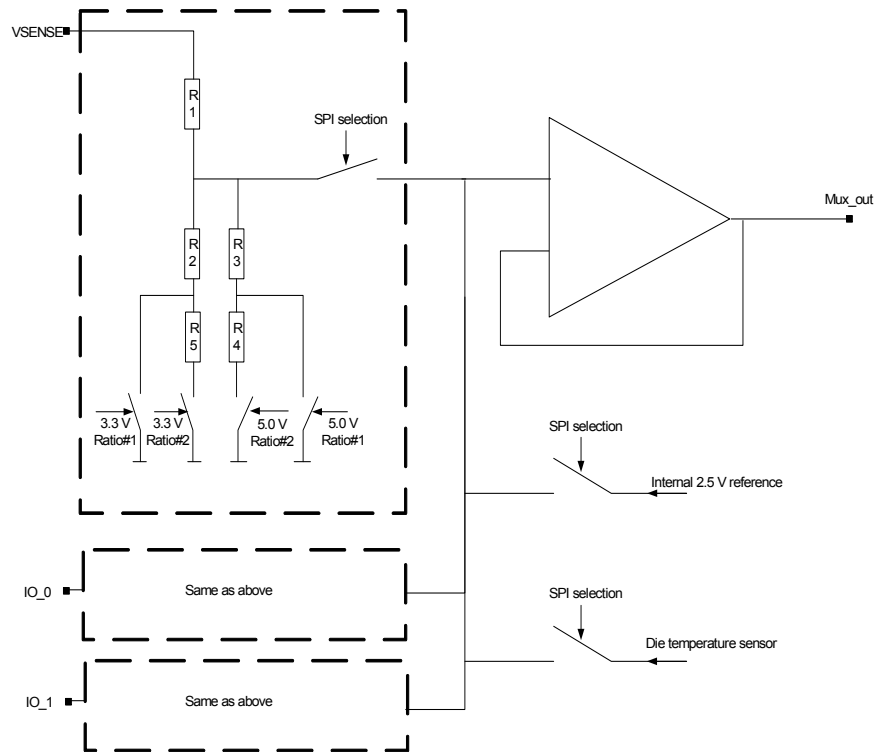 VSENSE
R
1
SPI selection
Mux_out
R
2
R
3
R
5
R
4
3.3 V
Ratio#1
3.3 V
Ratio#2
5.0 V
Ratio#2
5.0 V
Ratio#1
SPI selection
Internal 2.5 V reference
IO_0
Same as above
SPI selection
Die temperature sensor
IO_1
Same as above